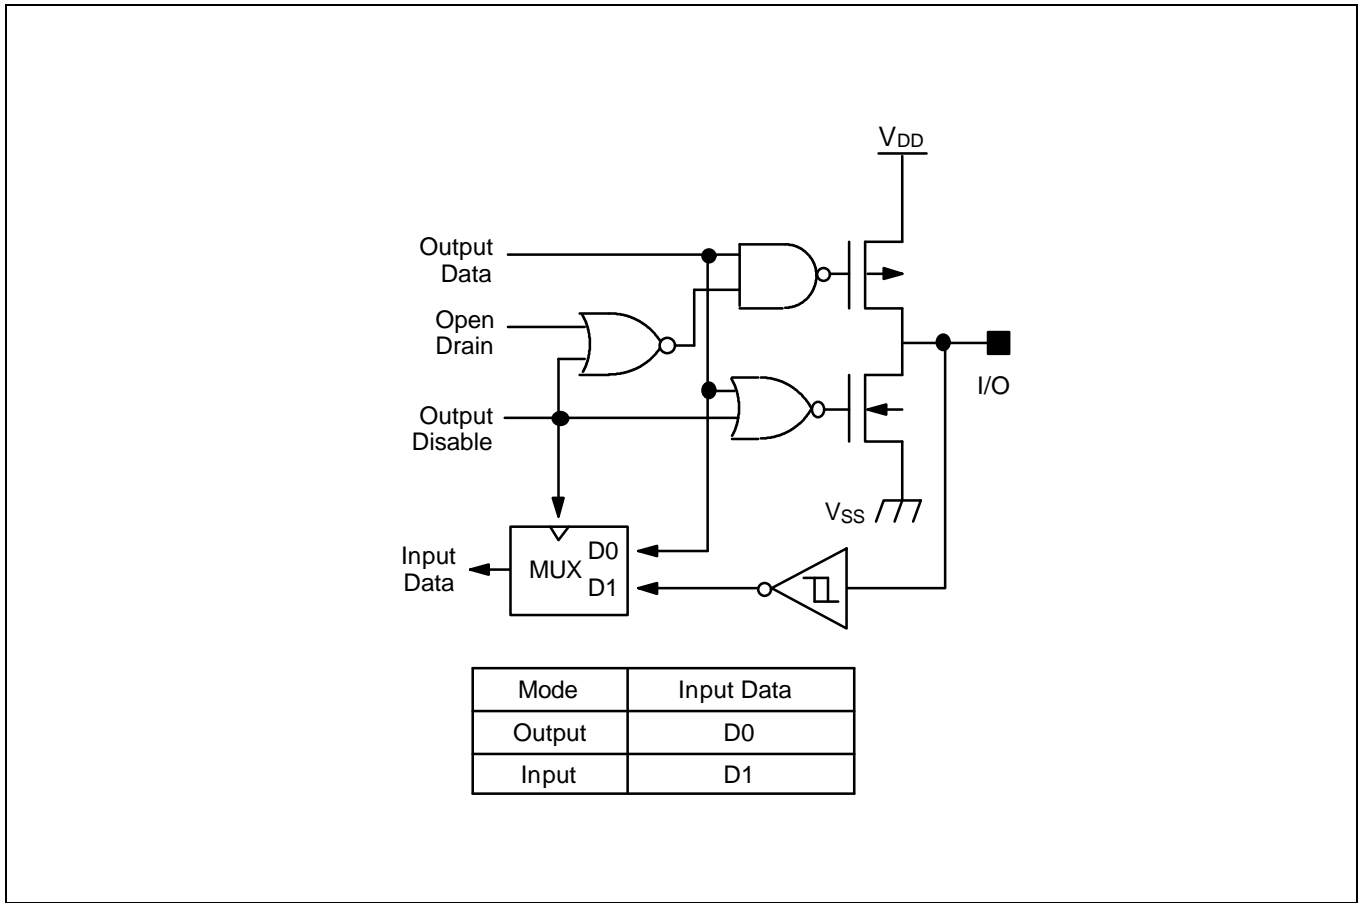 VDD
Output
Data
Open
Drain
I/O
Output
Disable
VSS
Input
Data
MUX
D0
D1
Mode Input Data
Output D0
Input D1